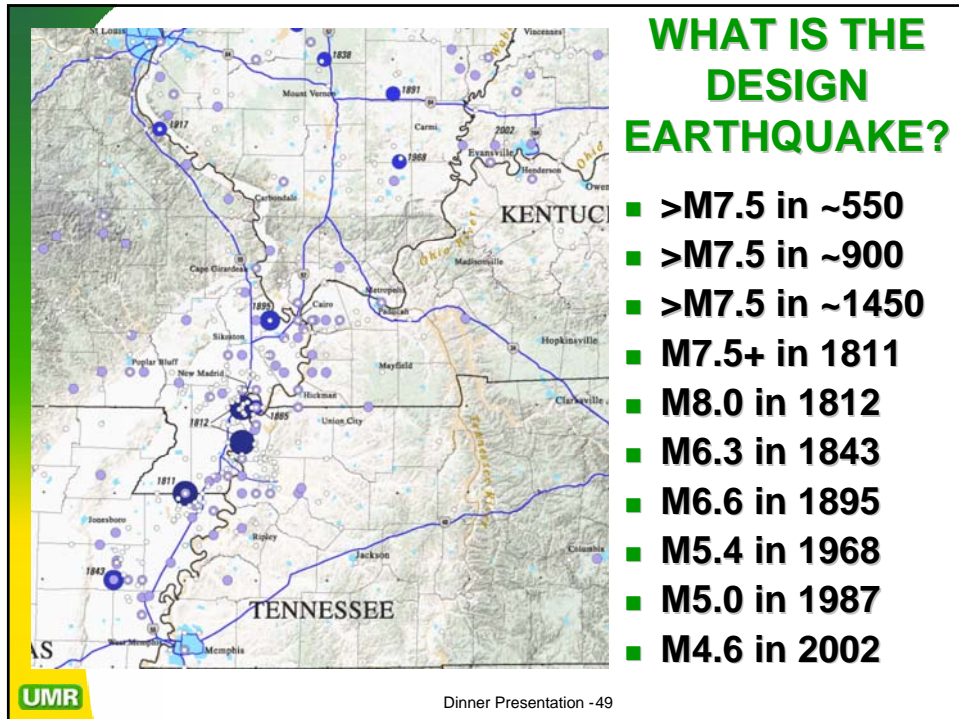 WHAT IS THE
DESIGN
EARTHQUAKE?
>M7.5 in ~550
>M7.5 in ~900
>M7.5 in ~1450
M7.5+ in 1811
M8.0 in 1812
M6.3 in 1843
M6.6 in 1895
M5.4 in 1968
M5.0 in 1987
M4.6 in 2002
St Louis
Vincennes
1838
Mount Vernon
1891
1917
Carmi
2002
1968
Evansville
Henderson
Ohio
Owen
Carbondale
KENTUC
Ohio River
Madisonville
Cape Girardeau
Metropolis
Paducah
1895
Cairo
Sikeston
Hopkinsville
Poplar Bluff
New Madrid
Mayfield
Hickman
Clarksville
1812
1865
Union City
Tennessee River
1811
Jonesboro
Ripley
Jackson
Columbia
1843
TENNESSEE
West Memphis
Memphis
AS
UMR
Dinner Presentation -49